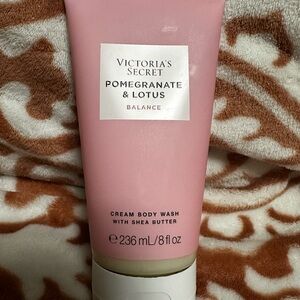 VICTORIA'S
SECRET
POMEGRANATE
& LOTUS
BALANCE
CREAM BODY WASH
WITH SHEA BUTTER
℮ 236 mL/8 fl oz